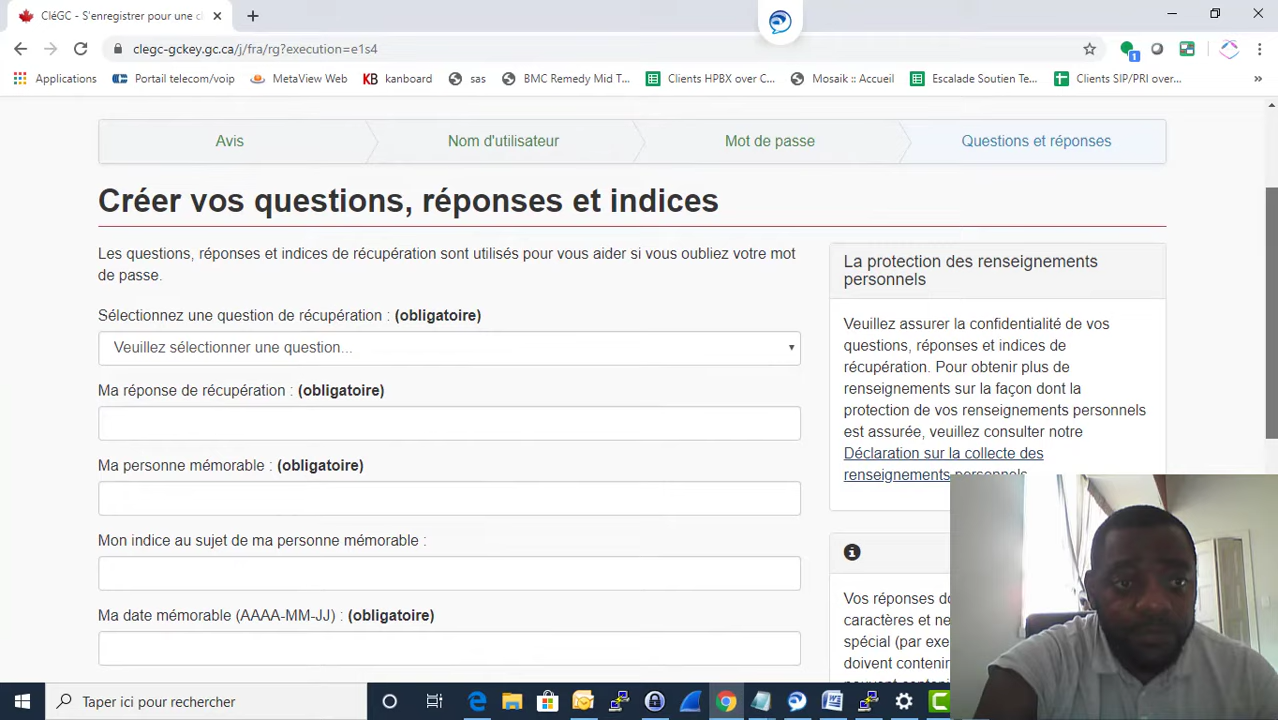 CléGC - S'enregistrer pour une c
clegc-gckey.gc.ca/j/fra/rg?execution=e1s4
1
Applications
Portail telecom/voip
MetaView Web
KB kanboard
sas
BMC Remedy Mid T...
Clients HPBX over C...
Mosaik :: Accueil
Escalade Soutien Te...
Clients SIP/PRI over...
»
Avis
Nom d'utilisateur
Mot de passe
Questions et réponses
Créer vos questions, réponses et indices
Les questions, réponses et indices de récupération sont utilisés pour vous aider si vous oubliez votre mot
de passe.
Sélectionnez une question de récupération : (obligatoire)
Veuillez sélectionner une question...
Ma réponse de récupération : (obligatoire)
Ma personne mémorable : (obligatoire)
Mon indice au sujet de ma personne mémorable :
Ma date mémorable (AAAA-MM-JJ) : (obligatoire)
La protection des renseignements
personnels
Veuillez assurer la confidentialité de vos
questions, réponses et indices de
récupération. Pour obtenir plus de
renseignements sur la façon dont la
protection de vos renseignements personnels
est assurée, veuillez consulter notre
Déclaration sur la collecte des
renseignements personnels.
Vos réponses do
caractères et ne
spécial (par exe
doivent contenir
Taper ici pour rechercher